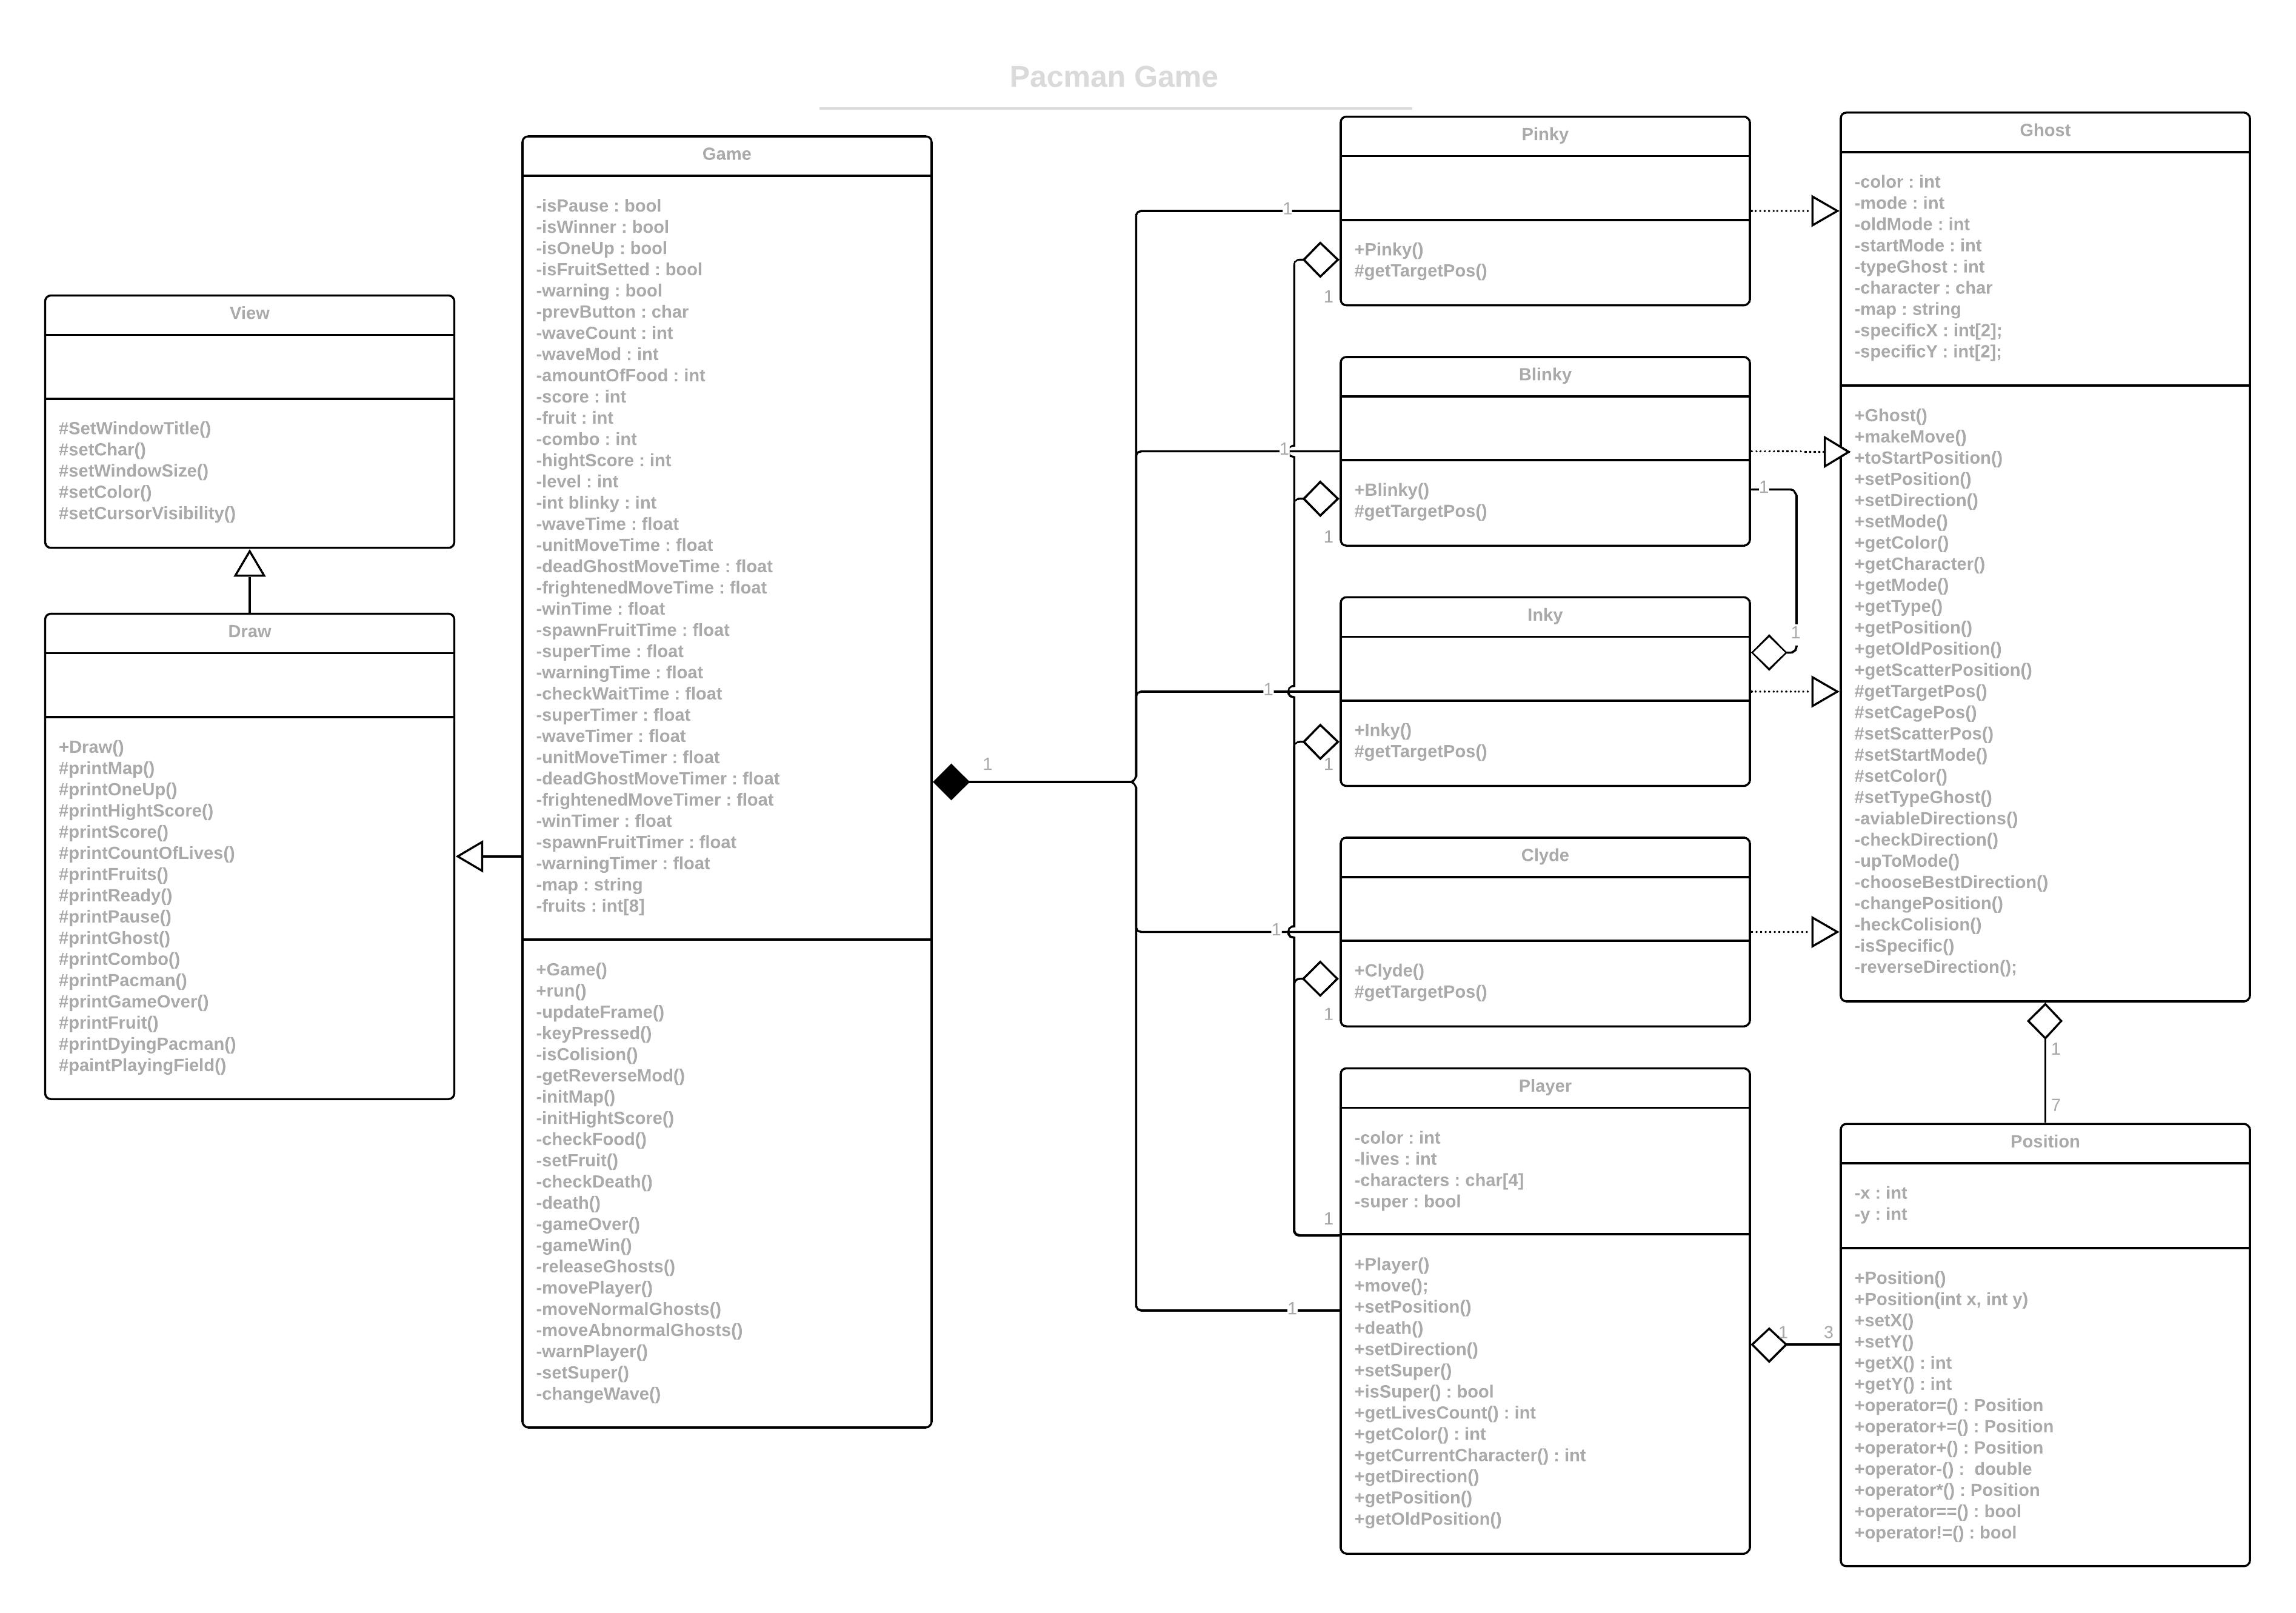 Pacman Game
View
#SetWindowTitle()
#setChar()
#setWindowSize()
#setColor()
#setCursorVisibility()
Draw
+Draw()
#printMap()
#printOneUp()
#printHightScore()
#printScore()
#printCountOfLives()
#printFruits()
#printReady()
#printPause()
#printGhost()
#printCombo()
#printPacman()
#printGameOver()
#printFruit()
#printDyingPacman()
#paintPlayingField()
Game
-isPause : bool
-isWinner : bool
-isOneUp : bool
-isFruitSetted : bool
-warning : bool
-prevButton : char
-waveCount : int
-waveMod : int
-amountOfFood : int
-score : int
-fruit : int
-combo : int
-hightScore : int
-level : int
-int blinky : int
-waveTime : float
-unitMoveTime : float
-deadGhostMoveTime : float
-frightenedMoveTime : float
-winTime : float
-spawnFruitTime : float
-superTime : float
-warningTime : float
-checkWaitTime : float
-superTimer : float
-waveTimer : float
-unitMoveTimer : float
-deadGhostMoveTimer : float
-frightenedMoveTimer : float
-winTimer : float
-spawnFruitTimer : float
-warningTimer : float
-map : string
-fruits : int[8]
+Game()
+run()
-updateFrame()
-keyPressed()
-isColision()
-getReverseMod()
-initMap()
-initHightScore()
-checkFood()
-setFruit()
-checkDeath()
-death()
-gameOver()
-gameWin()
-releaseGhosts()
-movePlayer()
-moveNormalGhosts()
-moveAbnormalGhosts()
-warnPlayer()
-setSuper()
-changeWave()
1
1
1
1
1
1
1
1
1
1
1
Pinky
+Pinky()
#getTargetPos()
Blinky
+Blinky()
#getTargetPos()
1
1
Inky
+Inky()
#getTargetPos()
Clyde
+Clyde()
#getTargetPos()
Player
-color : int
-lives : int
-characters : char[4]
-super : bool
+Player()
+move();
+setPosition()
+death()
+setDirection()
+setSuper()
+isSuper() : bool
+getLivesCount() : int
+getColor() : int
+getCurrentCharacter() : int
+getDirection()
+getPosition()
+getOldPosition()
1
3
Ghost
-color : int
-mode : int
-oldMode : int
-startMode : int
-typeGhost : int
-character : char
-map : string
-specificX : int[2];
-specificY : int[2];
+Ghost()
+makeMove()
+toStartPosition()
+setPosition()
+setDirection()
+setMode()
+getColor()
+getCharacter()
+getMode()
+getType()
+getPosition()
+getOldPosition()
+getScatterPosition()
#getTargetPos()
#setCagePos()
#setScatterPos()
#setStartMode()
#setColor()
#setTypeGhost()
-aviableDirections()
-checkDirection()
-upToMode()
-chooseBestDirection()
-changePosition()
-heckColision()
-isSpecific()
-reverseDirection();
1
7
Position
-x : int
-y : int
+Position()
+Position(int x, int y)
+setX()
+setY()
+getX() : int
+getY() : int
+operator=() : Position
+operator+=() : Position
+operator+() : Position
+operator-() :  double
+operator*() : Position
+operator==() : bool
+operator!=() : bool